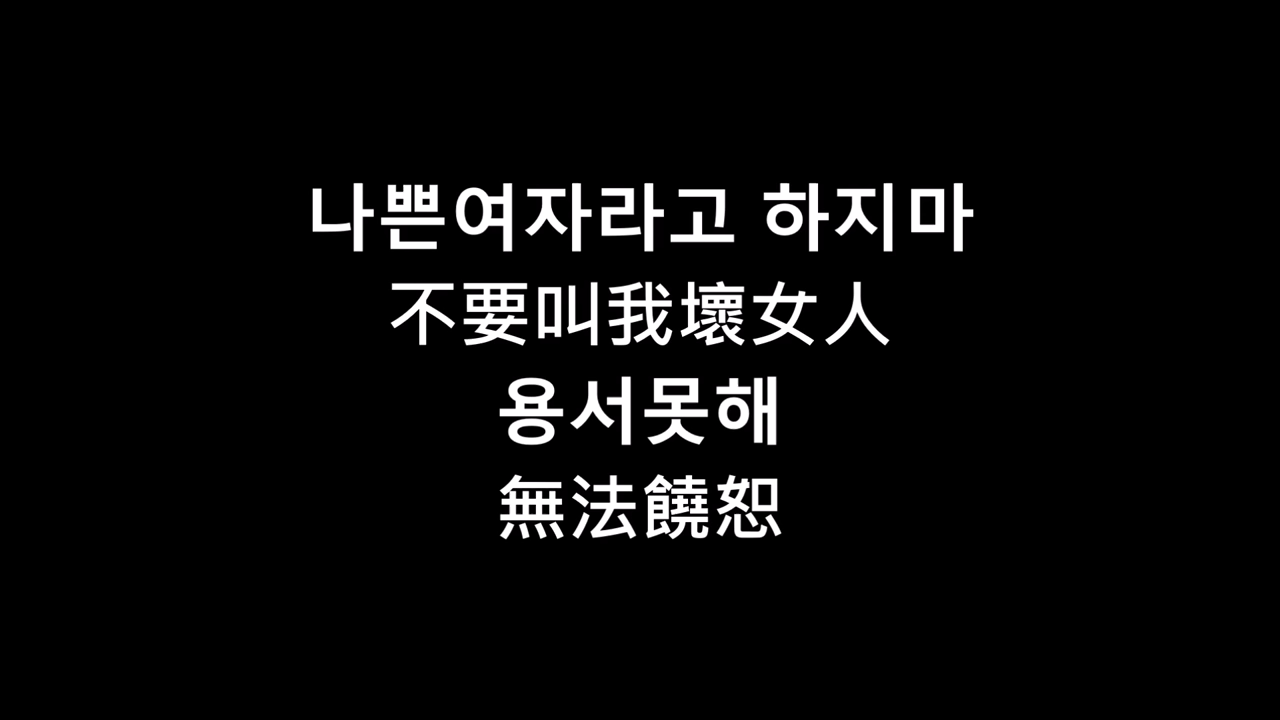 나쁜여자라고 하지마
不要叫我壞女人
용서못해
無法饒恕